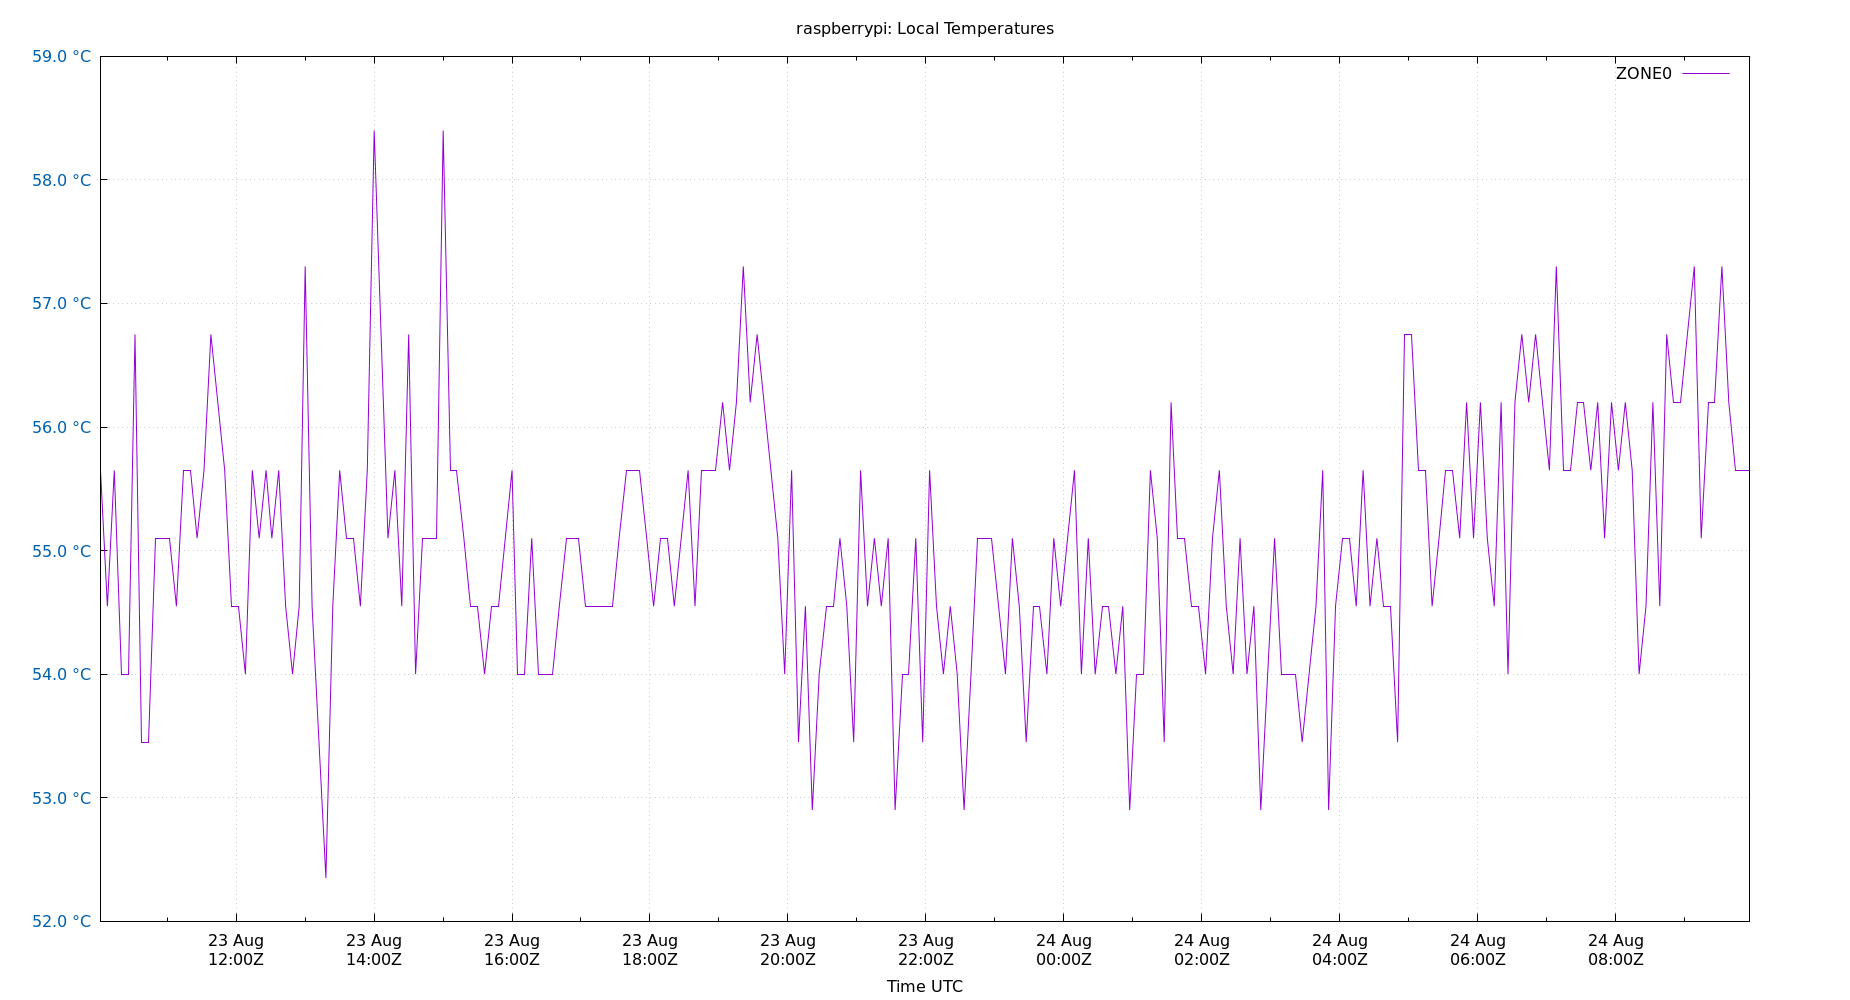 raspberrypi: Local Temperatures
59.0 °C
ZONE0
58.0 °C
57.0 °C
56.0 °C
55.0 °C
54.0 °C
53.0 °C
52.0 °C
23 Aug
12:00Z
23 Aug
14:00Z
23 Aug
16:00Z
23 Aug
18:00Z
23 Aug
20:00Z
23 Aug
22:00Z
24 Aug
00:00Z
24 Aug
02:00Z
24 Aug
04:00Z
24 Aug
06:00Z
24 Aug
08:00Z
Time UTC